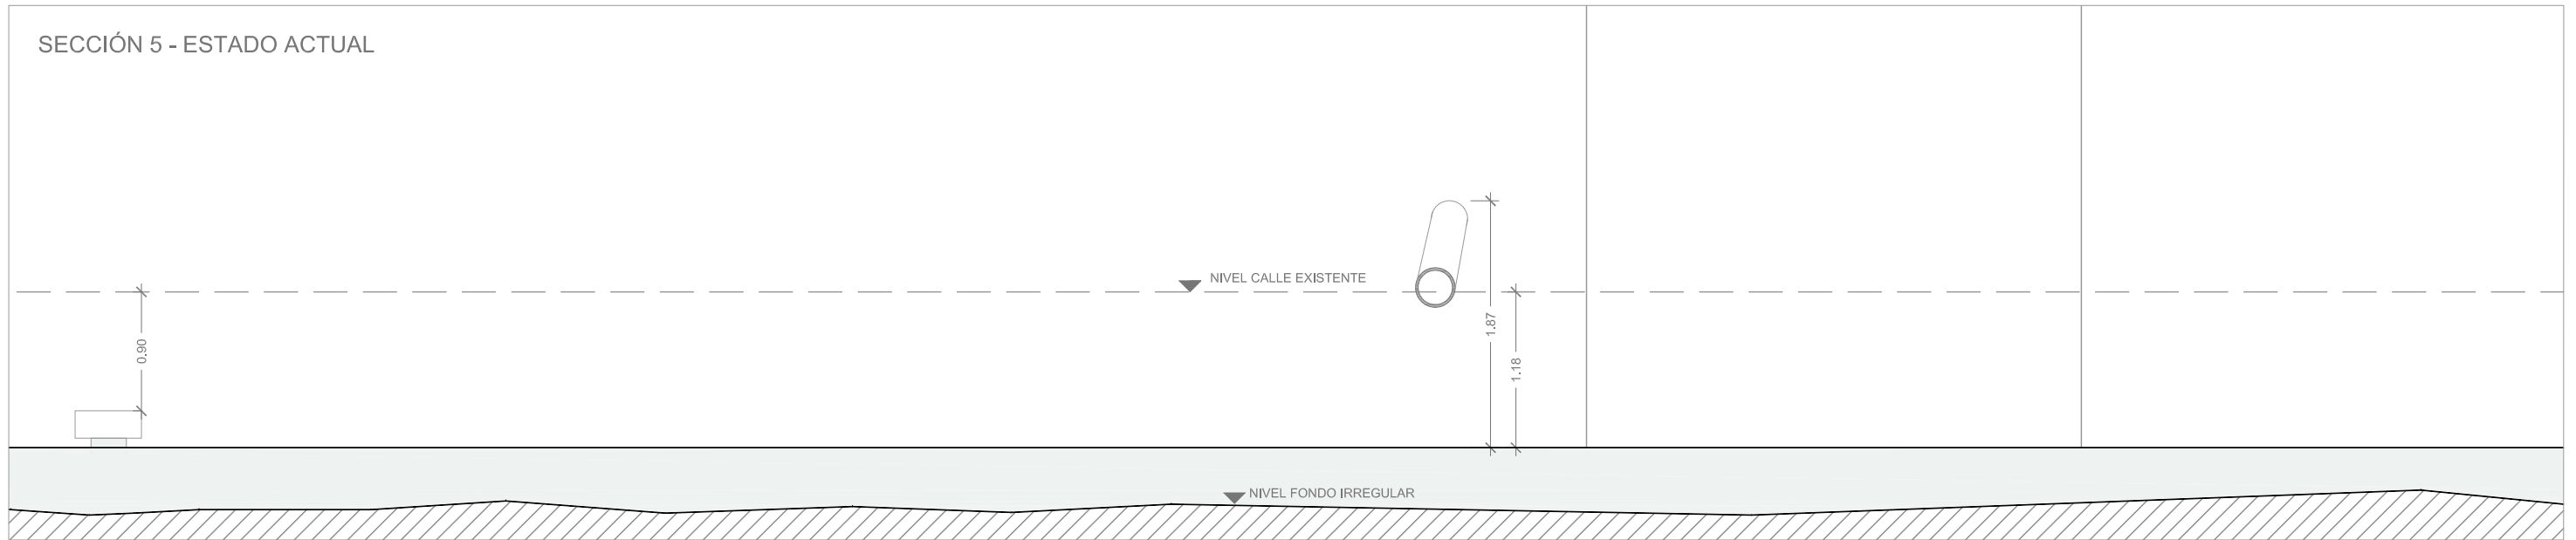 SECCIÓN 5 - ESTADO ACTUAL
NIVEL CALLE EXISTENTE
1.87
0.90
1.18
NIVEL FONDO IRREGULAR